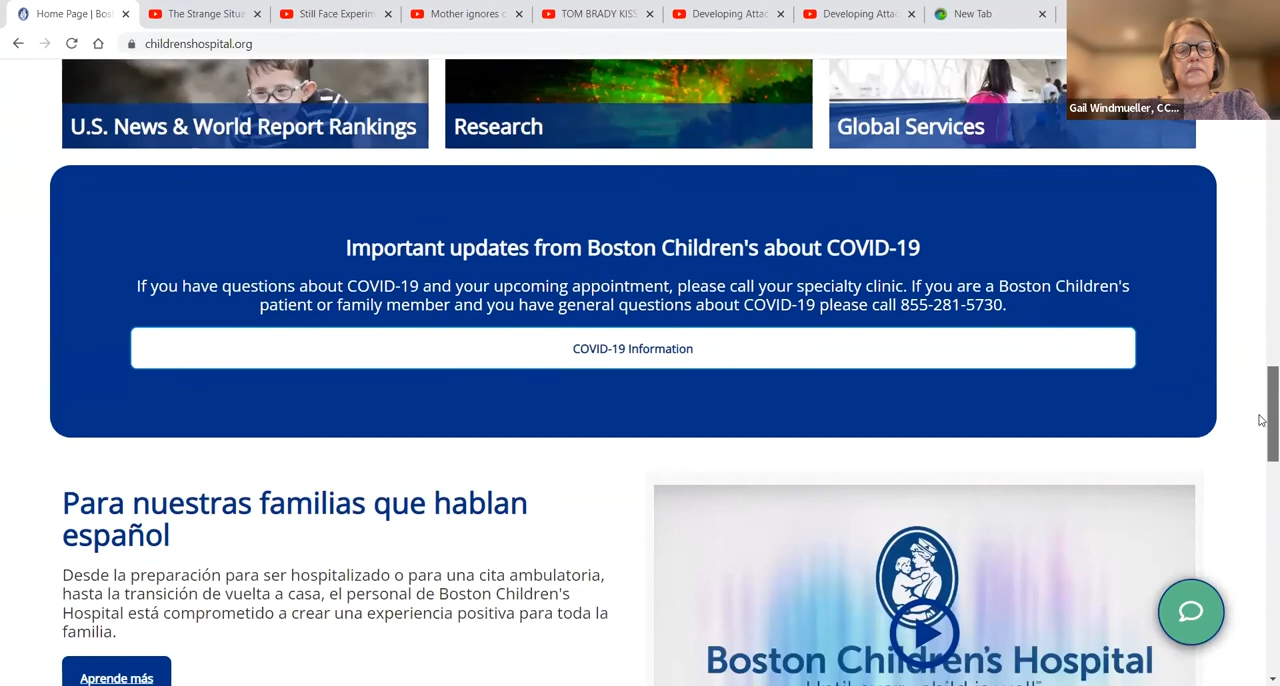 Home Page | Bos
The Strange Situa
Still Face Experim
Mother ignores c
TOM BRADY KISS
Developing Attac
Developing Attac
New Tab
childrenshospital.org
Gail Windmueller, CC...
U.S. News & World Report Rankings
Research
Global Services
Important updates from Boston Children's about COVID-19
If you have questions about COVID-19 and your upcoming appointment, please call your specialty clinic. If you are a Boston Children's
patient or family member and you have general questions about COVID-19 please call 855-281-5730.
COVID-19 Information
Para nuestras familias que hablan
español
Desde la preparación para ser hospitalizado o para una cita ambulatoria,
hasta la transición de vuelta a casa, el personal de Boston Children's
Hospital está comprometido a crear una experiencia positiva para toda la
familia.
Aprende más
Boston Children's Hospital
Until every child is well™